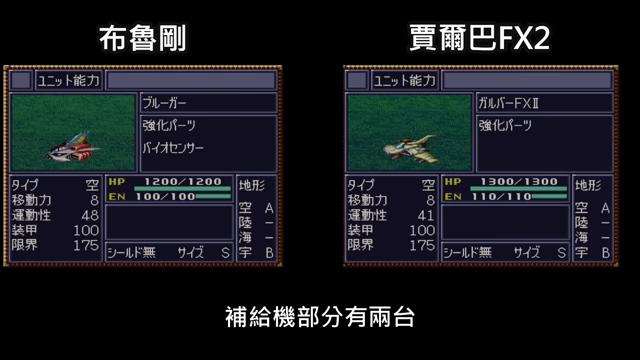 布魯剛
賈爾巴FX2
ユニット能力
ブルーガー
強化パーツ
バイオセンサー
タイプ 空
移動力 8
運動性 48
装甲 100
限界 175
HP 1200/1200
EN 100/100
シールド無 サイズ S
地形
空 A
陸 -
海 -
宇 B
ユニット能力
ガルバーFXⅡ
強化パーツ
タイプ 空
移動力 8
運動性 41
装甲 100
限界 175
HP 1300/1300
EN 110/110
シールド無 サイズ S
地形
空 A
陸 -
海 -
宇 B
補給機部分有兩台